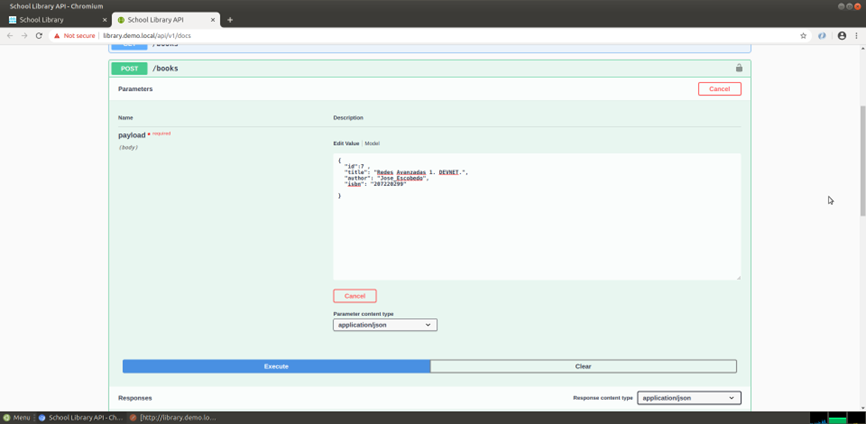 School Library API - Chromium
School Library
School Library API
Not secure | library.demo.local/api/v1/docs
/books
POST /books
Parameters
Cancel
Name
Description
payload * required
(body)
Edit Value | Model
{
"id":7 ,
"title": "Redes Avanzadas 1. DEVNET.",
"author": "Jose_Escobedo",
"isbn": "287228299"
}
Cancel
Parameter content type
application/json
Execute
Clear
Responses
Response content type
application/json
Menu
School Library API - Ch...
[http://library.demo.lo...